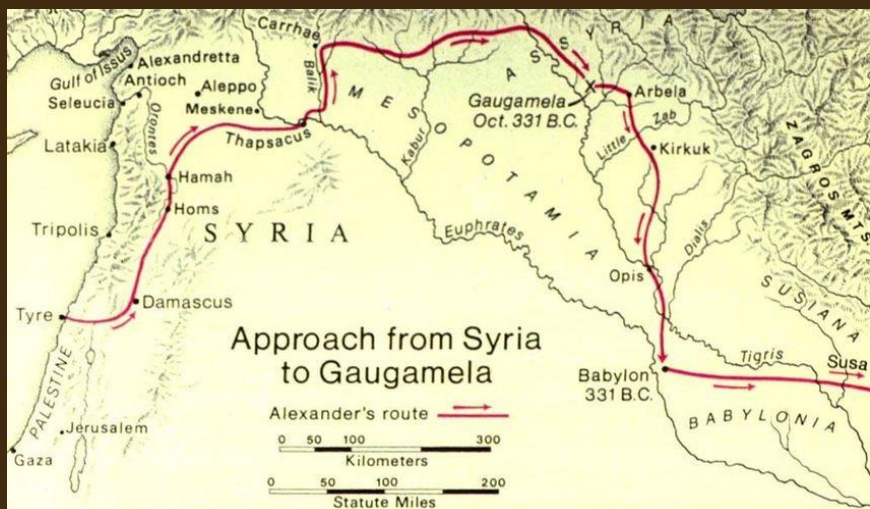 Carrhae
SYRIA
Alexandretta
Gulf of Issus
Antioch
Aleppo
Seleucia
Meskene
Balik
ASSYRIA
Orontes
Thapsacus
MESOPOTAMIA
Gaugamela
Oct. 331 B.C.
Arbela
Latakia
Kabur
Little Zab
Kirkuk
ZAGROS MTS
Hamah
Homs
Tripolis
SYRIA
Euphrates
Dialis
Opis
Damascus
SUSIANA
Tyre
Approach from Syria
to Gaugamela
Tigris
Susa
PALESTINE
Babylon
331 B.C.
Alexander's route
BABYLONIA
Jerusalem
0 50 100 300
Kilometers
Gaza
0 50 100 200
Statute Miles